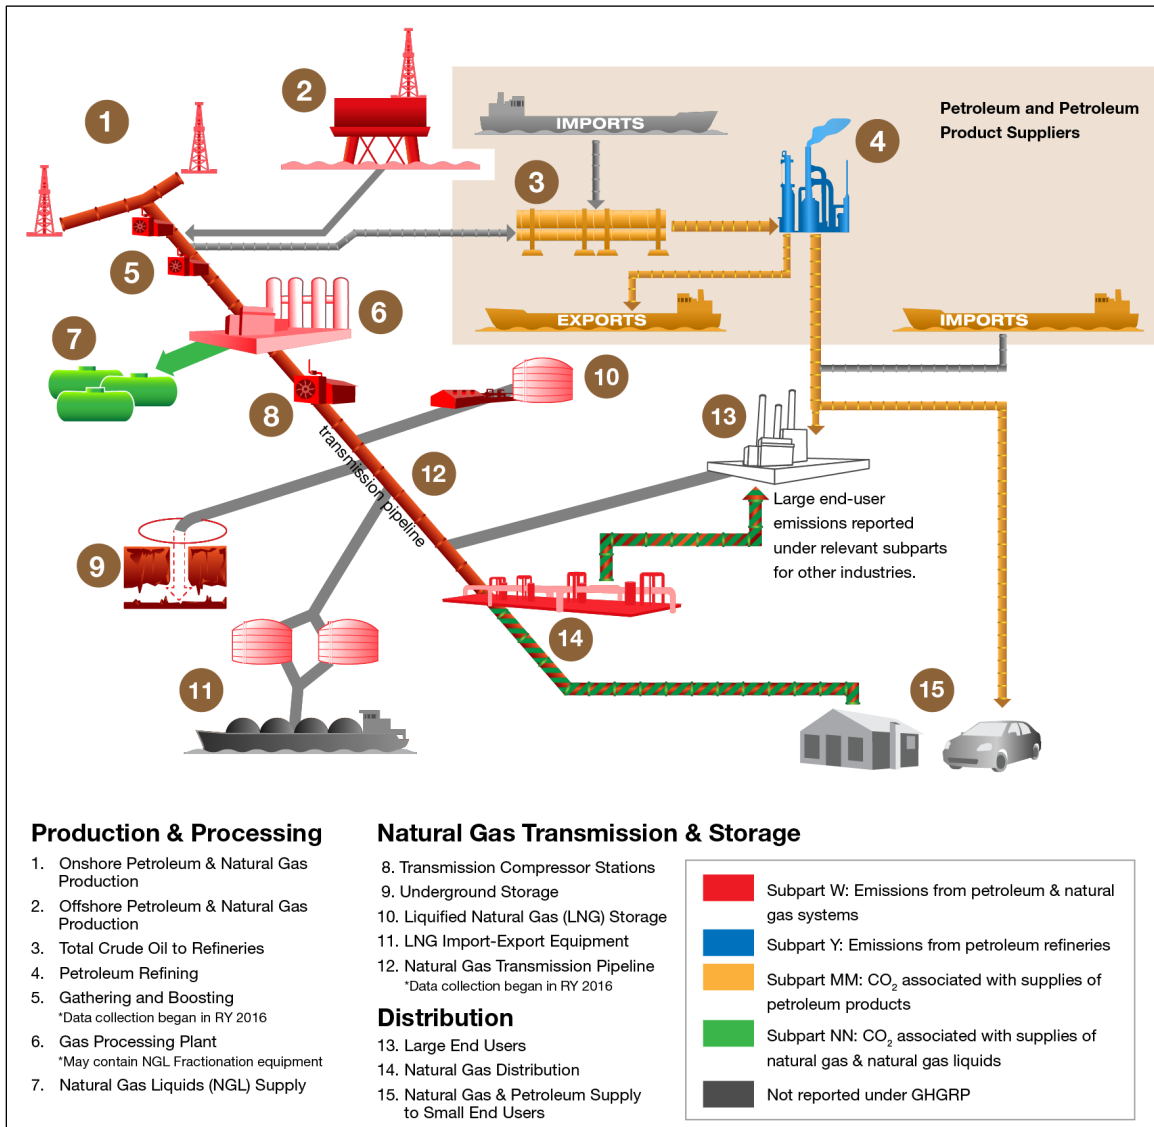 1
2
3
4
5
6
7
8
9
10
11
12
13
14
15
IMPORTS
Petroleum and Petroleum
Product Suppliers
EXPORTS
IMPORTS
transmission pipeline
Large end-user
emissions reported
under relevant subparts
for other industries.
Production & Processing
1. Onshore Petroleum & Natural Gas
Production
2. Offshore Petroleum & Natural Gas
Production
3. Total Crude Oil to Refineries
4. Petroleum Refining
5. Gathering and Boosting
*Data collection began in RY 2016
6. Gas Processing Plant
*May contain NGL Fractionation equipment
7. Natural Gas Liquids (NGL) Supply
Natural Gas Transmission & Storage
8. Transmission Compressor Stations
9. Underground Storage
10. Liquified Natural Gas (LNG) Storage
11. LNG Import-Export Equipment
12. Natural Gas Transmission Pipeline
*Data collection began in RY 2016
Distribution
13. Large End Users
14. Natural Gas Distribution
15. Natural Gas & Petroleum Supply
to Small End Users
Subpart W: Emissions from petroleum & natural
gas systems
Subpart Y: Emissions from petroleum refineries
Subpart MM: CO₂ associated with supplies of
petroleum products
Subpart NN: CO₂ associated with supplies of
natural gas & natural gas liquids
Not reported under GHGRP